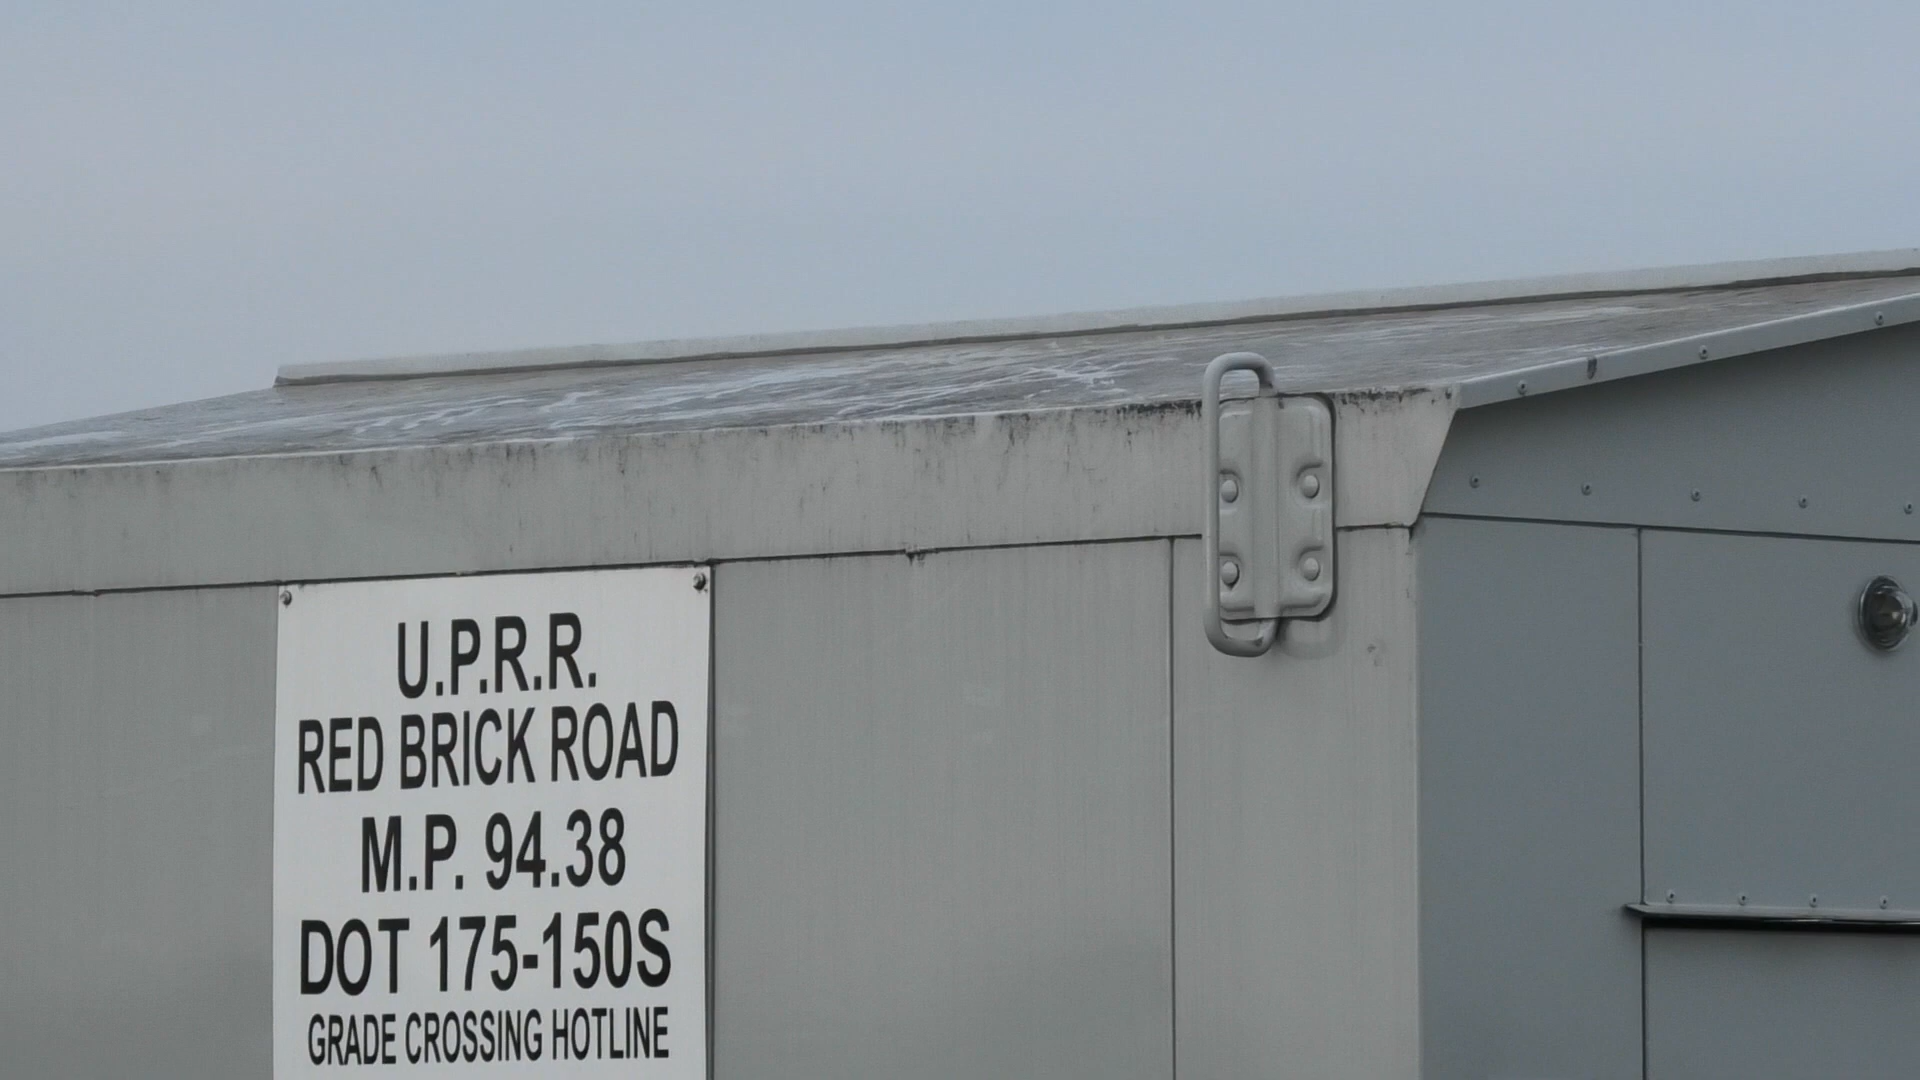 U.P.R.R.
RED BRICK ROAD
M.P. 94.38
DOT 175-150S
GRADE CROSSING HOTLINE